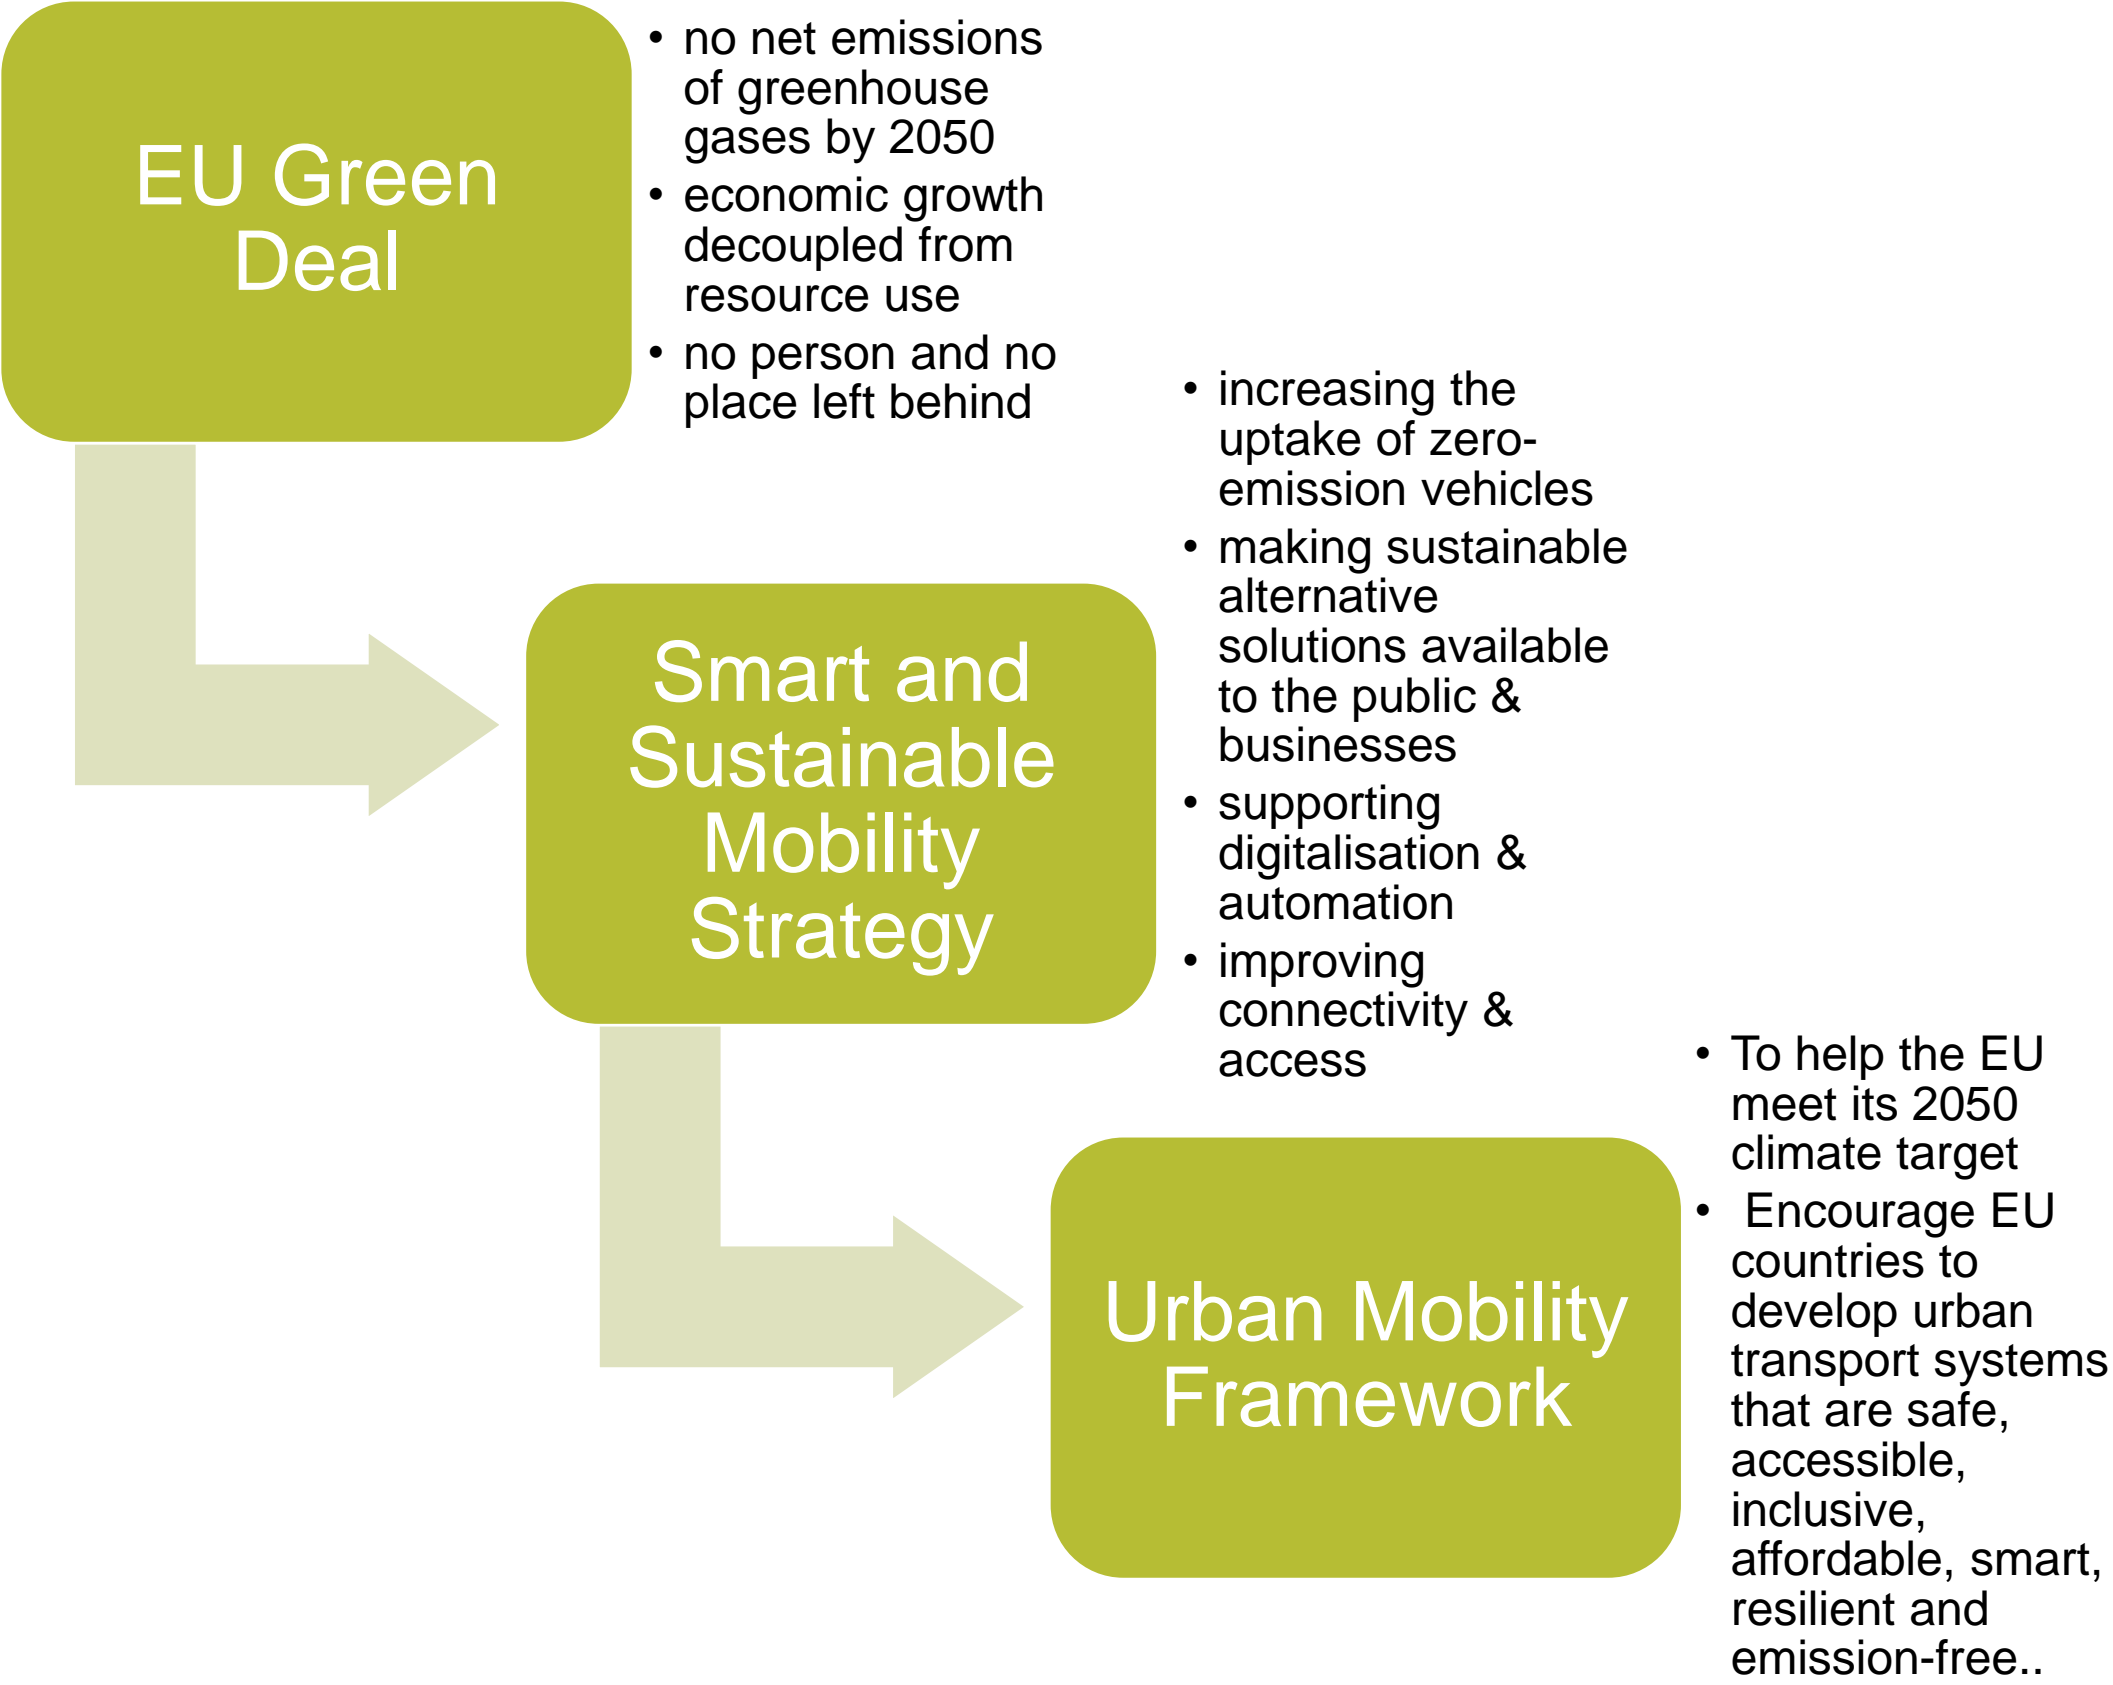 EU Green
Deal
• no net emissions
of greenhouse
gases by 2050
• economic growth
decoupled from
resource use
• no person and no
place left behind
Smart and
Sustainable
Mobility
Strategy
• increasing the
uptake of zero-
emission vehicles
• making sustainable
alternative
solutions available
to the public &
businesses
• supporting
digitalisation &
automation
• improving
connectivity &
access
Urban Mobility
Framework
• To help the EU
meet its 2050
climate target
• Encourage EU
countries to
develop urban
transport systems
that are safe,
accessible,
inclusive,
affordable, smart,
resilient and
emission-free..